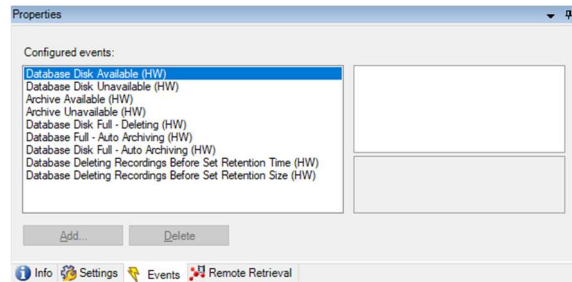 Properties
Configured events:
Database Disk Available (HW)
Database Disk Unavailable (HW)
Archive Available (HW)
Archive Unavailable (HW)
Database Disk Full - Deleting (HW)
Database Full - Auto Archiving (HW)
Database Disk Full - Auto Archiving (HW)
Database Deleting Recordings Before Set Retention Time (HW)
Database Deleting Recordings Before Set Retention Size (HW)
Add... Delete
Info Settings Events Remote Retrieval